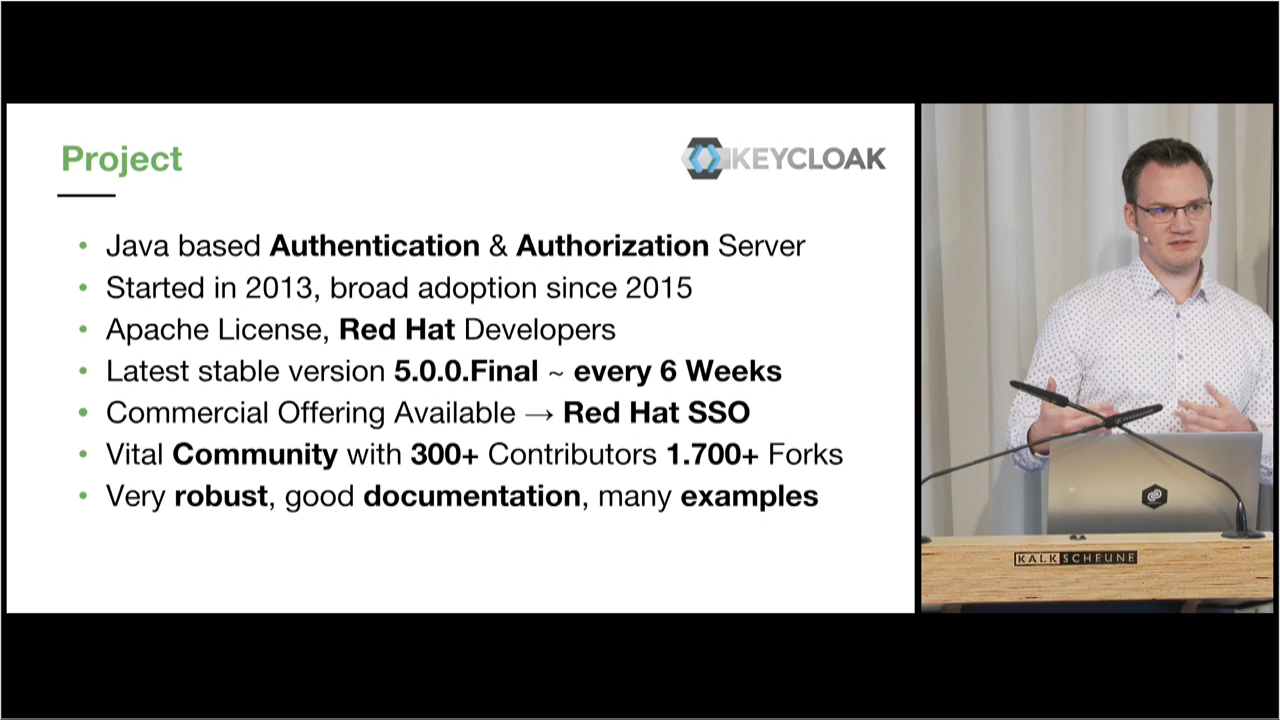 Project
KEYCLOAK
• Java based Authentication & Authorization Server
• Started in 2013, broad adoption since 2015
• Apache License, Red Hat Developers
• Latest stable version 5.0.0.Final ~ every 6 Weeks
• Commercial Offering Available → Red Hat SSO
• Vital Community with 300+ Contributors 1.700+ Forks
• Very robust, good documentation, many examples
KALKSCHEUNE